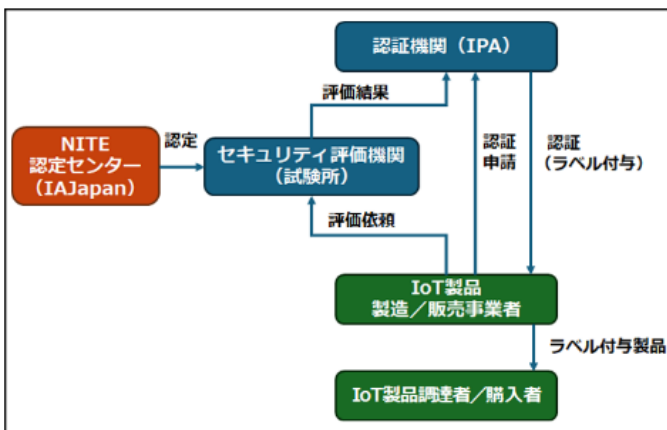 認証機関（IPA）
評価結果
NITE
認定センター
（IAJapan）
認定
セキュリティ評価機関
（試験所）
認証
申請
認証
（ラベル付与）
評価依頼
IoT製品
製造／販売事業者
ラベル付与製品
IoT製品調達者／購入者